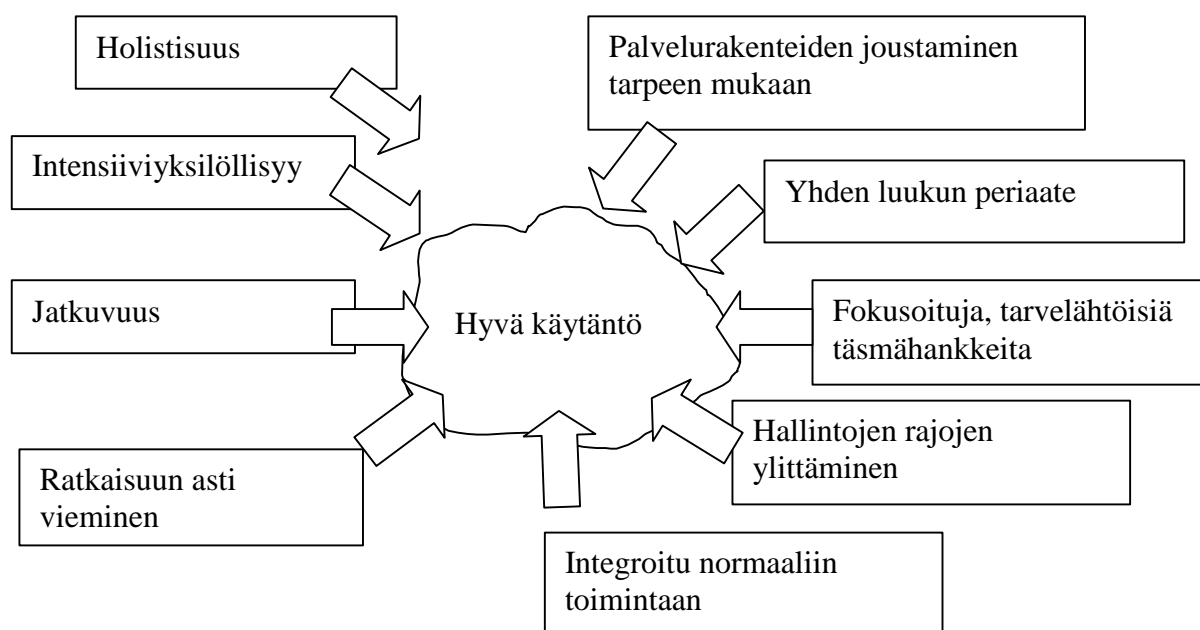 Holistisuus
Palvelurakenteiden joustaminen
tarpeen mukaan
Intensiiviyksilöllisyy
Yhden luukun periaate
Jatkuvuus
Hyvä käytäntö
Fokusoituja, tarvelähtöisiä
täsmähankkeita
Hallintojen rajojen
ylittäminen
Ratkaisuun asti
vieminen
Integroitu normaaliin
toimintaan